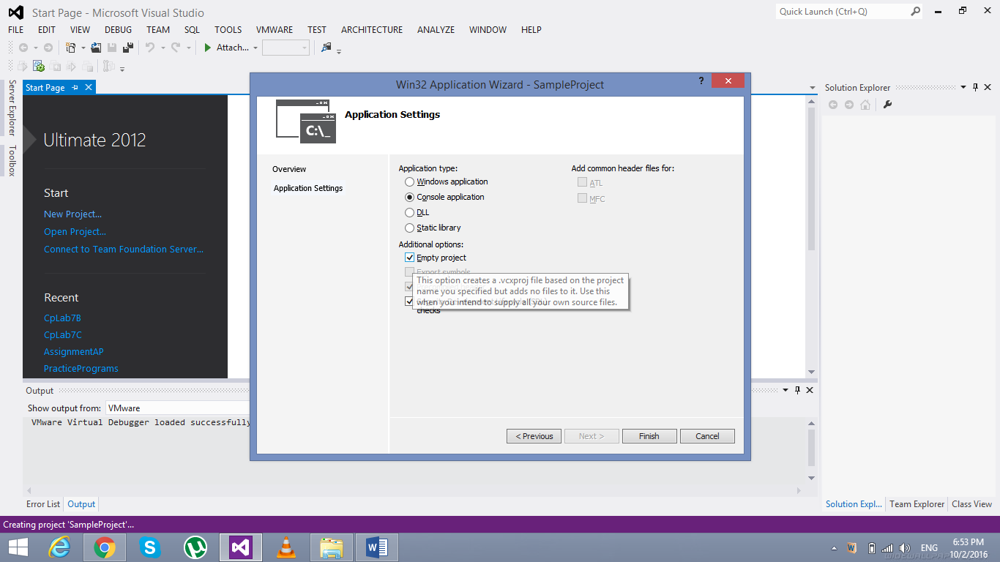 Start Page - Microsoft Visual Studio
Quick Launch (Ctrl+Q)
FILE EDIT VIEW DEBUG TEAM SQL TOOLS VMWARE TEST ARCHITECTURE ANALYZE WINDOW HELP
Attach...
Server Explorer
Toolbox
Start Page
Ultimate 2012
Start
New Project...
Open Project...
Connect to Team Foundation Server...
Recent
CpLab7B
CpLab7C
AssignmentAP
PracticePrograms
Win32 Application Wizard - SampleProject
?
C:\_
Application Settings
Overview
Application Settings
Application type:
Windows application
Console application
DLL
Static library
Additional options:
Empty project
Export symbols
This option creates a .vcxproj file based on the project
name you specified but adds no files to it. Use this
when you intend to supply all your own source files.
checks
Add common header files for:
ATL
MFC
< Previous
Next >
Finish
Cancel
Solution Explorer
Output
Show output from: VMware
VMware Virtual Debugger loaded successfully
Error List Output
Solution Expl... Team Explorer Class View
Creating project 'SampleProject'...
ENG
6:53 PM
10/2/2016